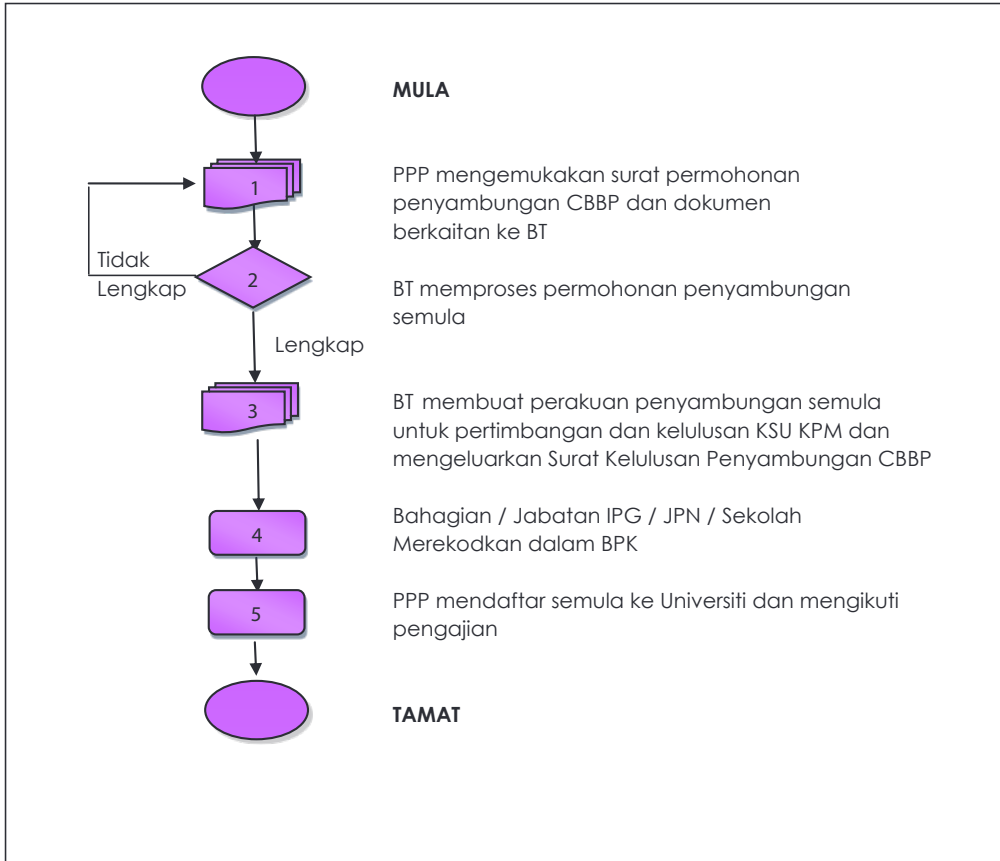 MULA
1
PPP mengemukakan surat permohonan
penyambungan CBBP dan dokumen
berkaitan ke BT
Tidak
Lengkap
2
BT memproses permohonan penyambungan
semula
Lengkap
3
BT membuat perakuan penyambungan semula
untuk pertimbangan dan kelulusan KSU KPM dan
mengeluarkan Surat Kelulusan Penyambungan CBBP
4
Bahagian / Jabatan IPG / JPN / Sekolah
Merekodkan dalam BPK
5
PPP mendaftar semula ke Universiti dan mengikuti
pengajian
TAMAT